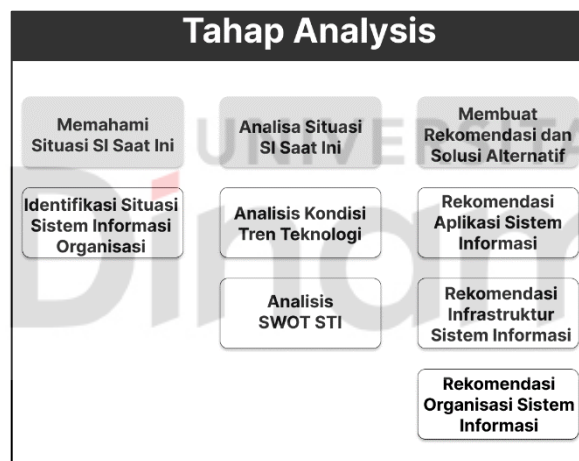 Tahap Analysis
Memahami
Situasi SI Saat Ini
Identifikasi Situasi
Sistem Informasi
Organisasi
Analisa Situasi
SI Saat Ini
Analisis Kondisi
Tren Teknologi
Analisis
SWOT STI
Membuat
Rekomendasi dan
Solusi Alternatif
Rekomendasi
Aplikasi Sistem
Informasi
Rekomendasi
Infrastruktur
Sistem Informasi
Rekomendasi
Organisasi Sistem
Informasi